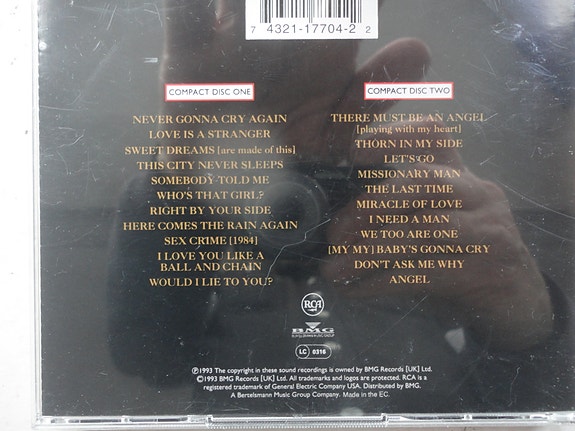 7 4321-17704-2 2
COMPACT DISC ONE
NEVER GONNA CRY AGAIN
LOVE IS A STRANGER
SWEET DREAMS [are made of this]
THIS CITY NEVER SLEEPS
SOMEBODY TOLD ME
WHO'S THAT GIRL?
RIGHT BY YOUR SIDE
HERE COMES THE RAIN AGAIN
SEX CRIME [1984]
I LOVE YOU LIKE A
BALL AND CHAIN
WOULD I LIE TO YOU?
COMPACT DISC TWO
THERE MUST BE AN ANGEL
[playing with my heart]
THORN IN MY SIDE
LET'S GO
MISSIONARY MAN
THE LAST TIME
MIRACLE OF LOVE
I NEED A MAN
WE TOO ARE ONE
[MY MY] BABY'S GONNA CRY
DON'T ASK ME WHY
ANGEL
RCA
BMG
BERTELSMANN MUSIC GROUP
LC 0316
℗1993 The copyright in these sound recordings is owned by BMG Records [UK] Ltd.
©1993 BMG Records [UK] Ltd. All trademarks and logos are protected. RCA is a
registered trademark of General Electric Company USA. Distributed by BMG.
A Bertelsmann Music Group Company. Made in the EC.